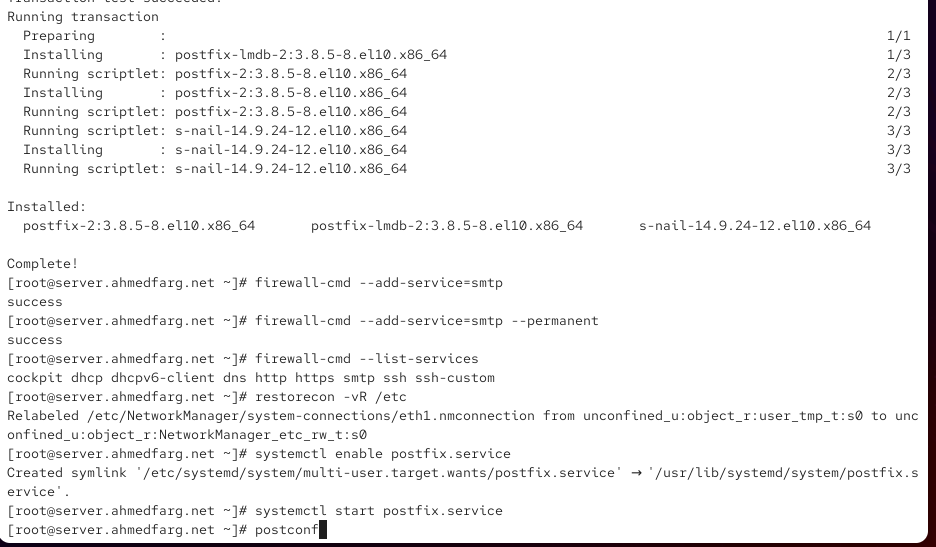 Transaction test succeeded.
Running transaction
  Preparing        :                                                                                          1/1
  Installing       : postfix-lmdb-2:3.8.5-8.el10.x86_64                                                       1/3
  Running scriptlet: postfix-2:3.8.5-8.el10.x86_64                                                            2/3
  Installing       : postfix-2:3.8.5-8.el10.x86_64                                                            2/3
  Running scriptlet: postfix-2:3.8.5-8.el10.x86_64                                                            2/3
  Running scriptlet: s-nail-14.9.24-12.el10.x86_64                                                            3/3
  Installing       : s-nail-14.9.24-12.el10.x86_64                                                            3/3
  Running scriptlet: s-nail-14.9.24-12.el10.x86_64                                                            3/3

Installed:
  postfix-2:3.8.5-8.el10.x86_64       postfix-lmdb-2:3.8.5-8.el10.x86_64       s-nail-14.9.24-12.el10.x86_64

Complete!
[root@server.ahmedfarg.net ~]# firewall-cmd --add-service=smtp
success
[root@server.ahmedfarg.net ~]# firewall-cmd --add-service=smtp --permanent
success
[root@server.ahmedfarg.net ~]# firewall-cmd --list-services
cockpit dhcp dhcpv6-client dns http https smtp ssh ssh-custom
[root@server.ahmedfarg.net ~]# restorecon -vR /etc
Relabeled /etc/NetworkManager/system-connections/eth1.nmconnection from unconfined_u:object_r:user_tmp_t:s0 to unc
onfined_u:object_r:NetworkManager_etc_rw_t:s0
[root@server.ahmedfarg.net ~]# systemctl enable postfix.service
Created symlink '/etc/systemd/system/multi-user.target.wants/postfix.service' → '/usr/lib/systemd/system/postfix.s
ervice'.
[root@server.ahmedfarg.net ~]# systemctl start postfix.service
[root@server.ahmedfarg.net ~]# postconf